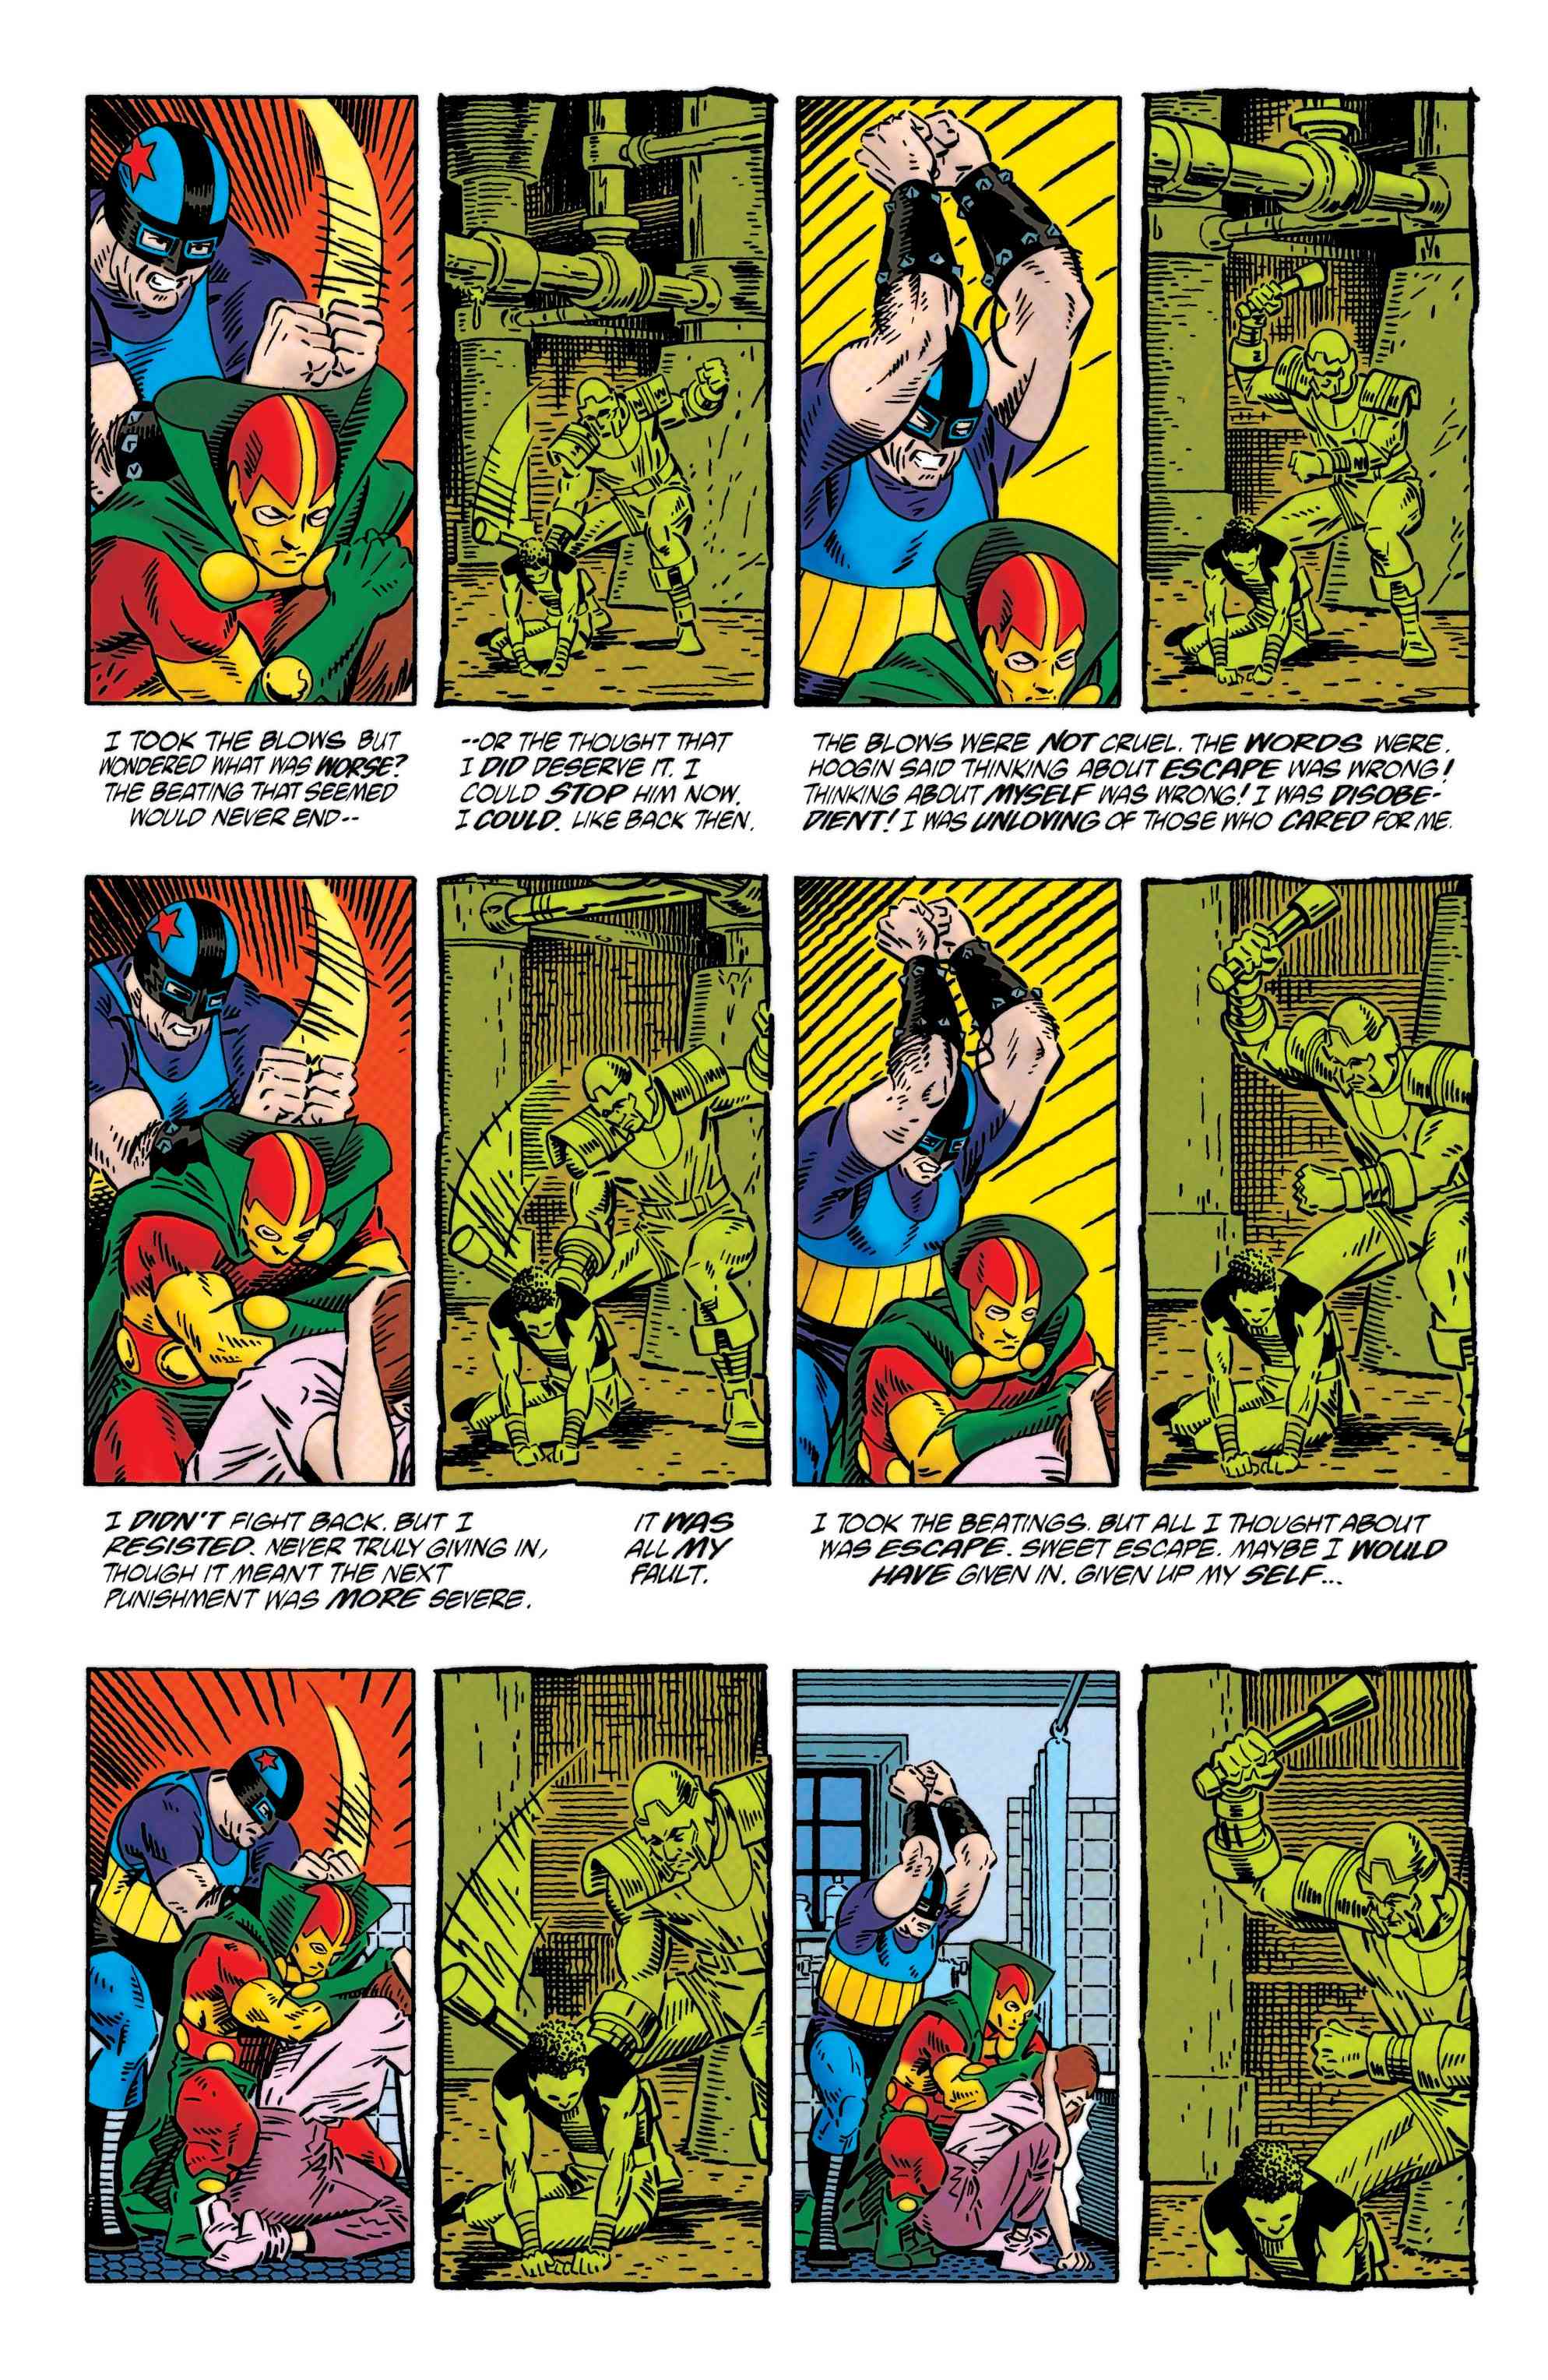 I TOOK THE BLOWS BUT
WONDERED WHAT WAS WORSE?
THE BEATING THAT SEEMED
WOULD NEVER END--
--OR THE THOUGHT THAT
I DID DESERVE IT. I
COULD STOP HIM NOW.
I COULD. LIKE BACK THEN.
THE BLOWS WERE NOT CRUEL. THE WORDS WERE.
HOOGIN SAID THINKING ABOUT ESCAPE WAS WRONG!
THINKING ABOUT MYSELF WAS WRONG! I WAS DISOBE-
DIENT! I WAS UNLOVING OF THOSE WHO CARED FOR ME.
I DIDN'T FIGHT BACK. BUT I
RESISTED. NEVER TRULY GIVING IN,
THOUGH IT MEANT THE NEXT
PUNISHMENT WAS MORE SEVERE.
IT WAS
ALL MY
FAULT.
I TOOK THE BEATINGS. BUT ALL I THOUGHT ABOUT
WAS ESCAPE. SWEET ESCAPE. MAYBE I WOULD
HAVE GIVEN IN. GIVEN UP MY SELF...